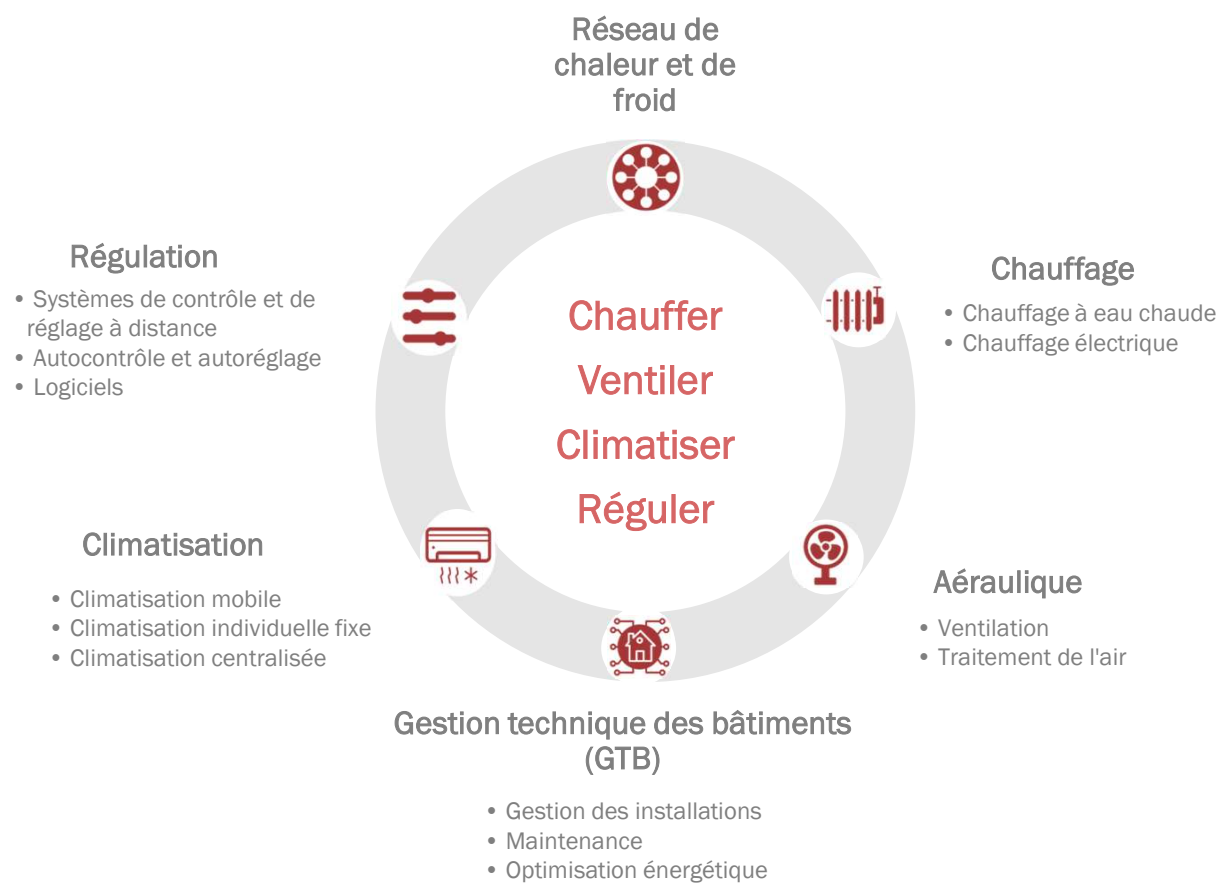 Réseau de
chaleur et de
froid
Régulation
• Systèmes de contrôle et de
réglage à distance
• Autocontrôle et autoréglage
• Logiciels
Chauffage
• Chauffage à eau chaude
• Chauffage électrique
Chauffer
Ventiler
Climatiser
Réguler
Climatisation
• Climatisation mobile
• Climatisation individuelle fixe
• Climatisation centralisée
Aéraulique
• Ventilation
• Traitement de l'air
Gestion technique des bâtiments
(GTB)
• Gestion des installations
• Maintenance
• Optimisation énergétique